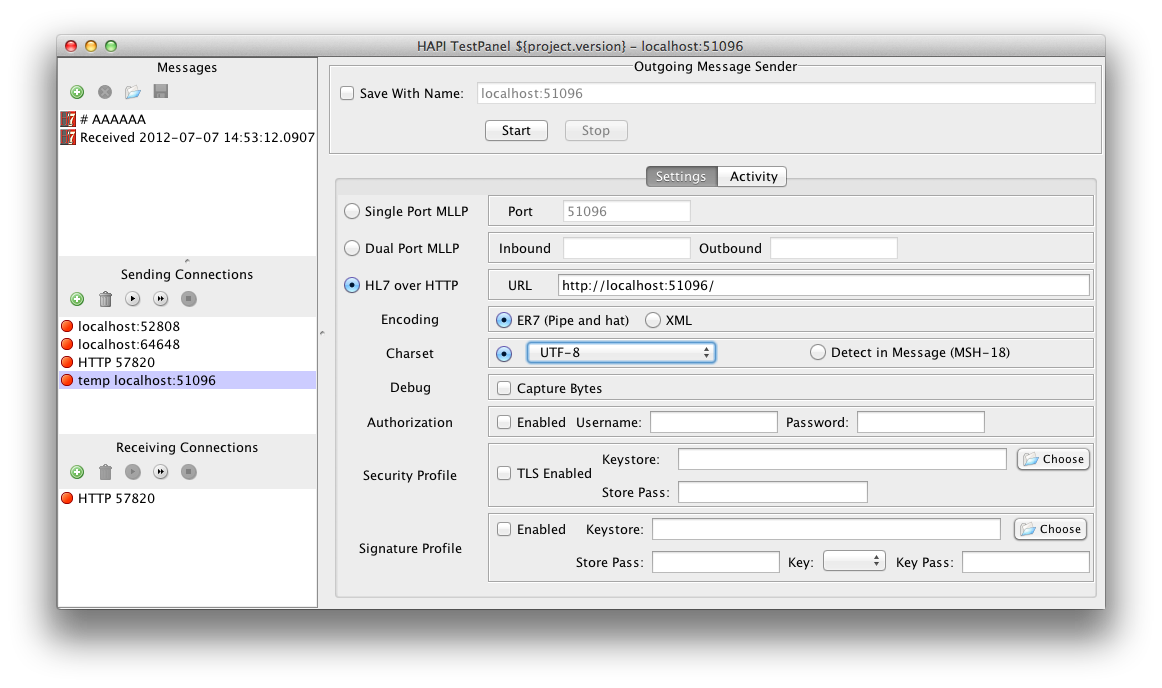 HAPI TestPanel ${project.version} - localhost:51096
Messages
# AAAAAA
Received 2012-07-07 14:53:12.0907
Sending Connections
localhost:52808
localhost:64648
HTTP 57820
temp localhost:51096
Receiving Connections
HTTP 57820
Outgoing Message Sender
Save With Name: localhost:51096
Start Stop
Settings Activity
Single Port MLLP Port 51096
Dual Port MLLP Inbound Outbound
HL7 over HTTP URL http://localhost:51096/
Encoding ER7 (Pipe and hat) XML
Charset UTF-8 Detect in Message (MSH-18)
Debug Capture Bytes
Authorization Enabled Username: Password:
Security Profile TLS Enabled Keystore: Choose
Store Pass:
Signature Profile Enabled Keystore: Choose
Store Pass: Key: Key Pass: